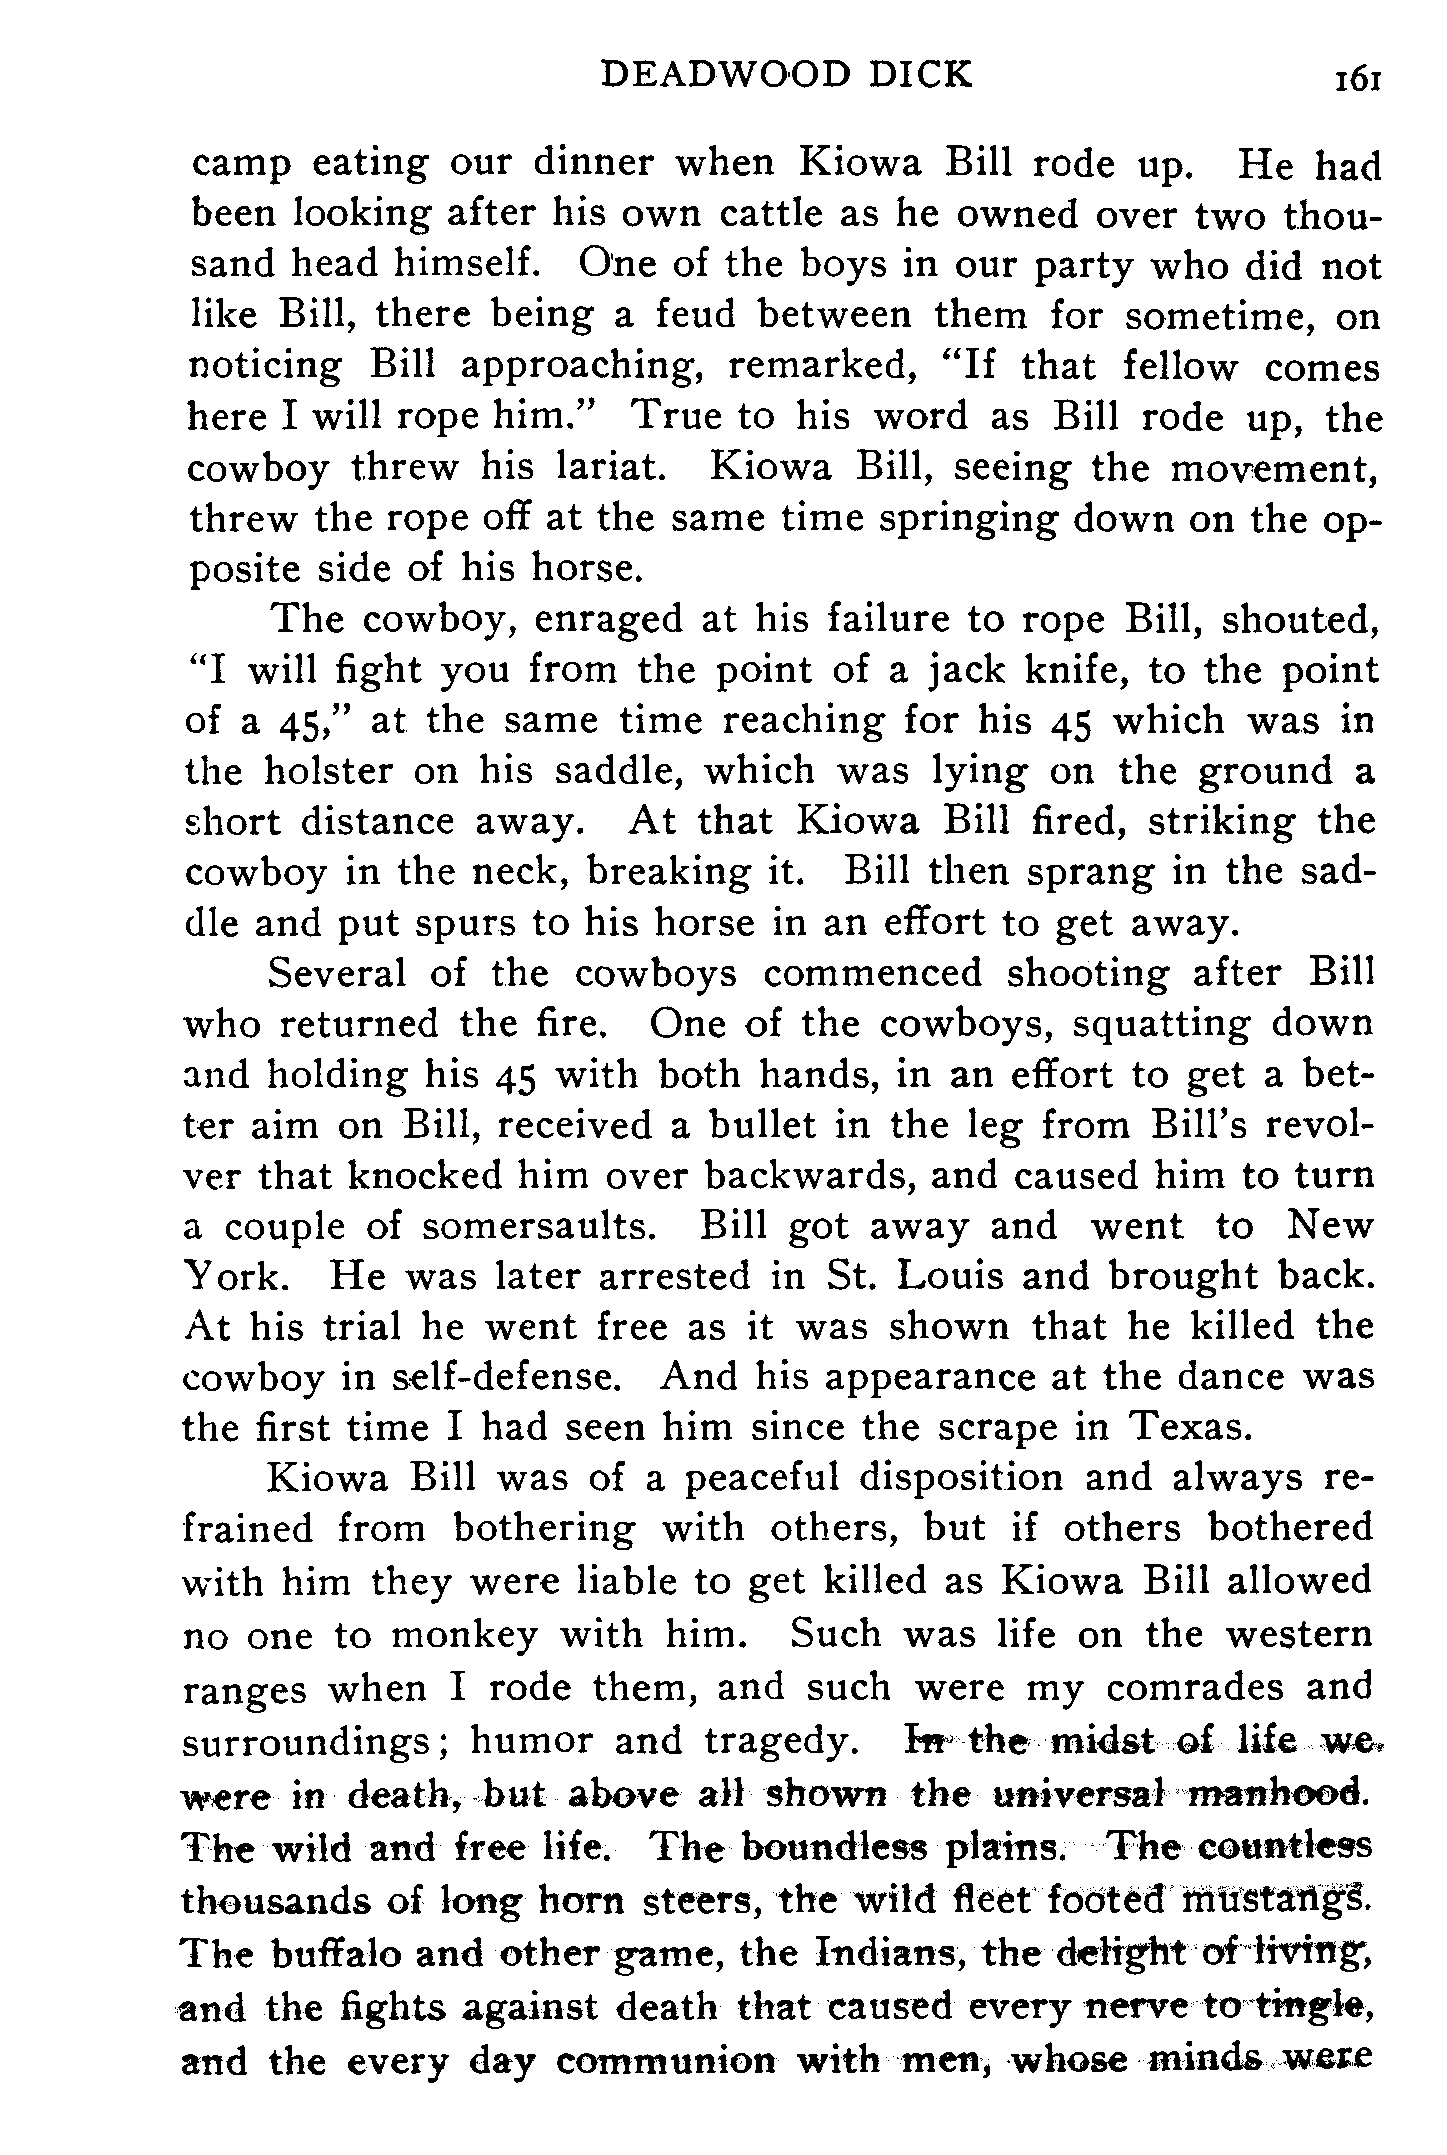 DEADWOOD DICK 161
camp eating our dinner when Kiowa Bill rode up. He had
been looking after his own cattle as he owned over two thou-
sand head himself. One of the boys in our party who did not
like Bill, there being a feud between them for sometime, on
noticing Bill approaching, remarked, "If that fellow comes
here I will rope him." True to his word as Bill rode up, the
cowboy threw his lariat. Kiowa Bill, seeing the movement,
threw the rope off at the same time springing down on the op-
posite side of his horse.
The cowboy, enraged at his failure to rope Bill, shouted,
"I will fight you from the point of a jack knife, to the point
of a 45," at the same time reaching for his 45 which was in
the holster on his saddle, which was lying on the ground a
short distance away. At that Kiowa Bill fired, striking the
cowboy in the neck, breaking it. Bill then sprang in the sad-
dle and put spurs to his horse in an effort to get away.
Several of the cowboys commenced shooting after Bill
who returned the fire. One of the cowboys, squatting down
and holding his 45 with both hands, in an effort to get a bet-
ter aim on Bill, received a bullet in the leg from Bill's revol-
ver that knocked him over backwards, and caused him to turn
a couple of somersaults. Bill got away and went to New
York. He was later arrested in St. Louis and brought back.
At his trial he went free as it was shown that he killed the
cowboy in self-defense. And his appearance at the dance was
the first time I had seen him since the scrape in Texas.
Kiowa Bill was of a peaceful disposition and always re-
frained from bothering with others, but if others bothered
with him they were liable to get killed as Kiowa Bill allowed
no one to monkey with him. Such was life on the western
ranges when I rode them, and such were my comrades and
surroundings; humor and tragedy. In the midst of life we
were in death, but above all shown the universal manhood.
The wild and free life. The boundless plains. The countless
thousands of long horn steers, the wild fleet footed mustangs.
The buffalo and other game, the Indians, the delight of living,
and the fights against death that caused every nerve to tingle,
and the every day communion with men, whose minds were